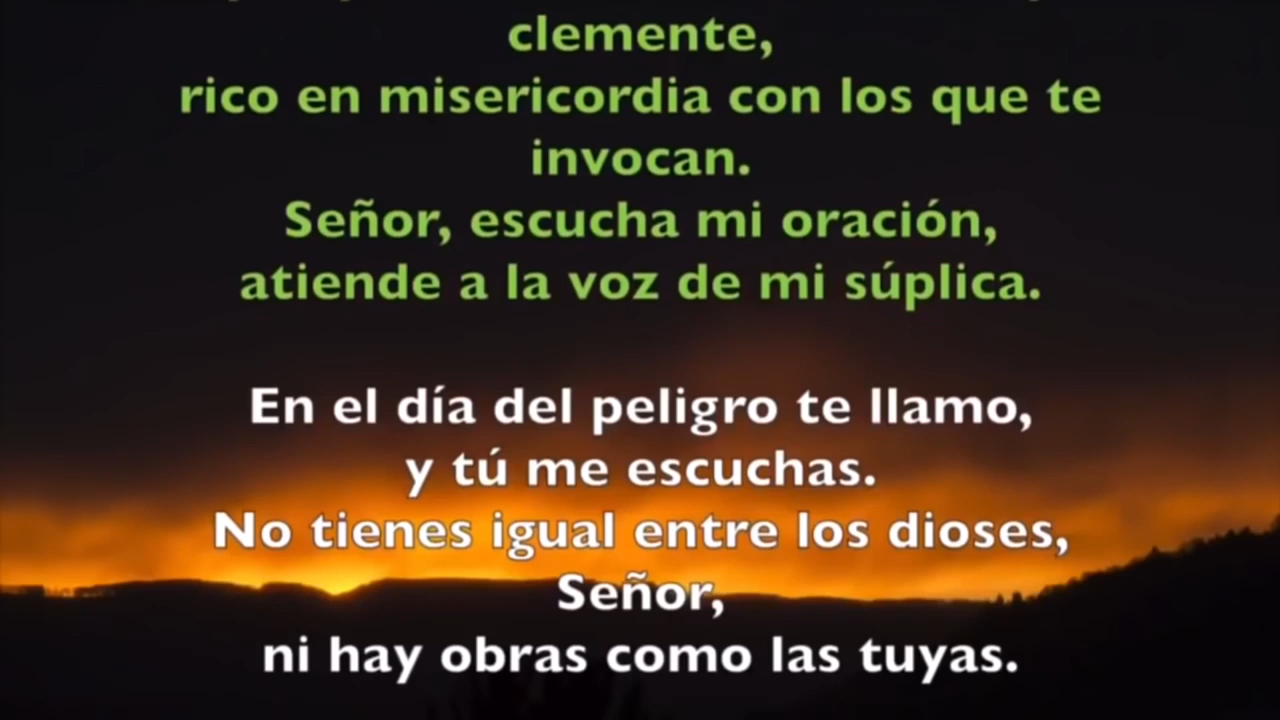 clemente,
rico en misericordia con los que te
invocan.
Señor, escucha mi oración,
atiende a la voz de mi súplica.
En el día del peligro te llamo,
y tú me escuchas.
No tienes igual entre los dioses,
Señor,
ni hay obras como las tuyas.